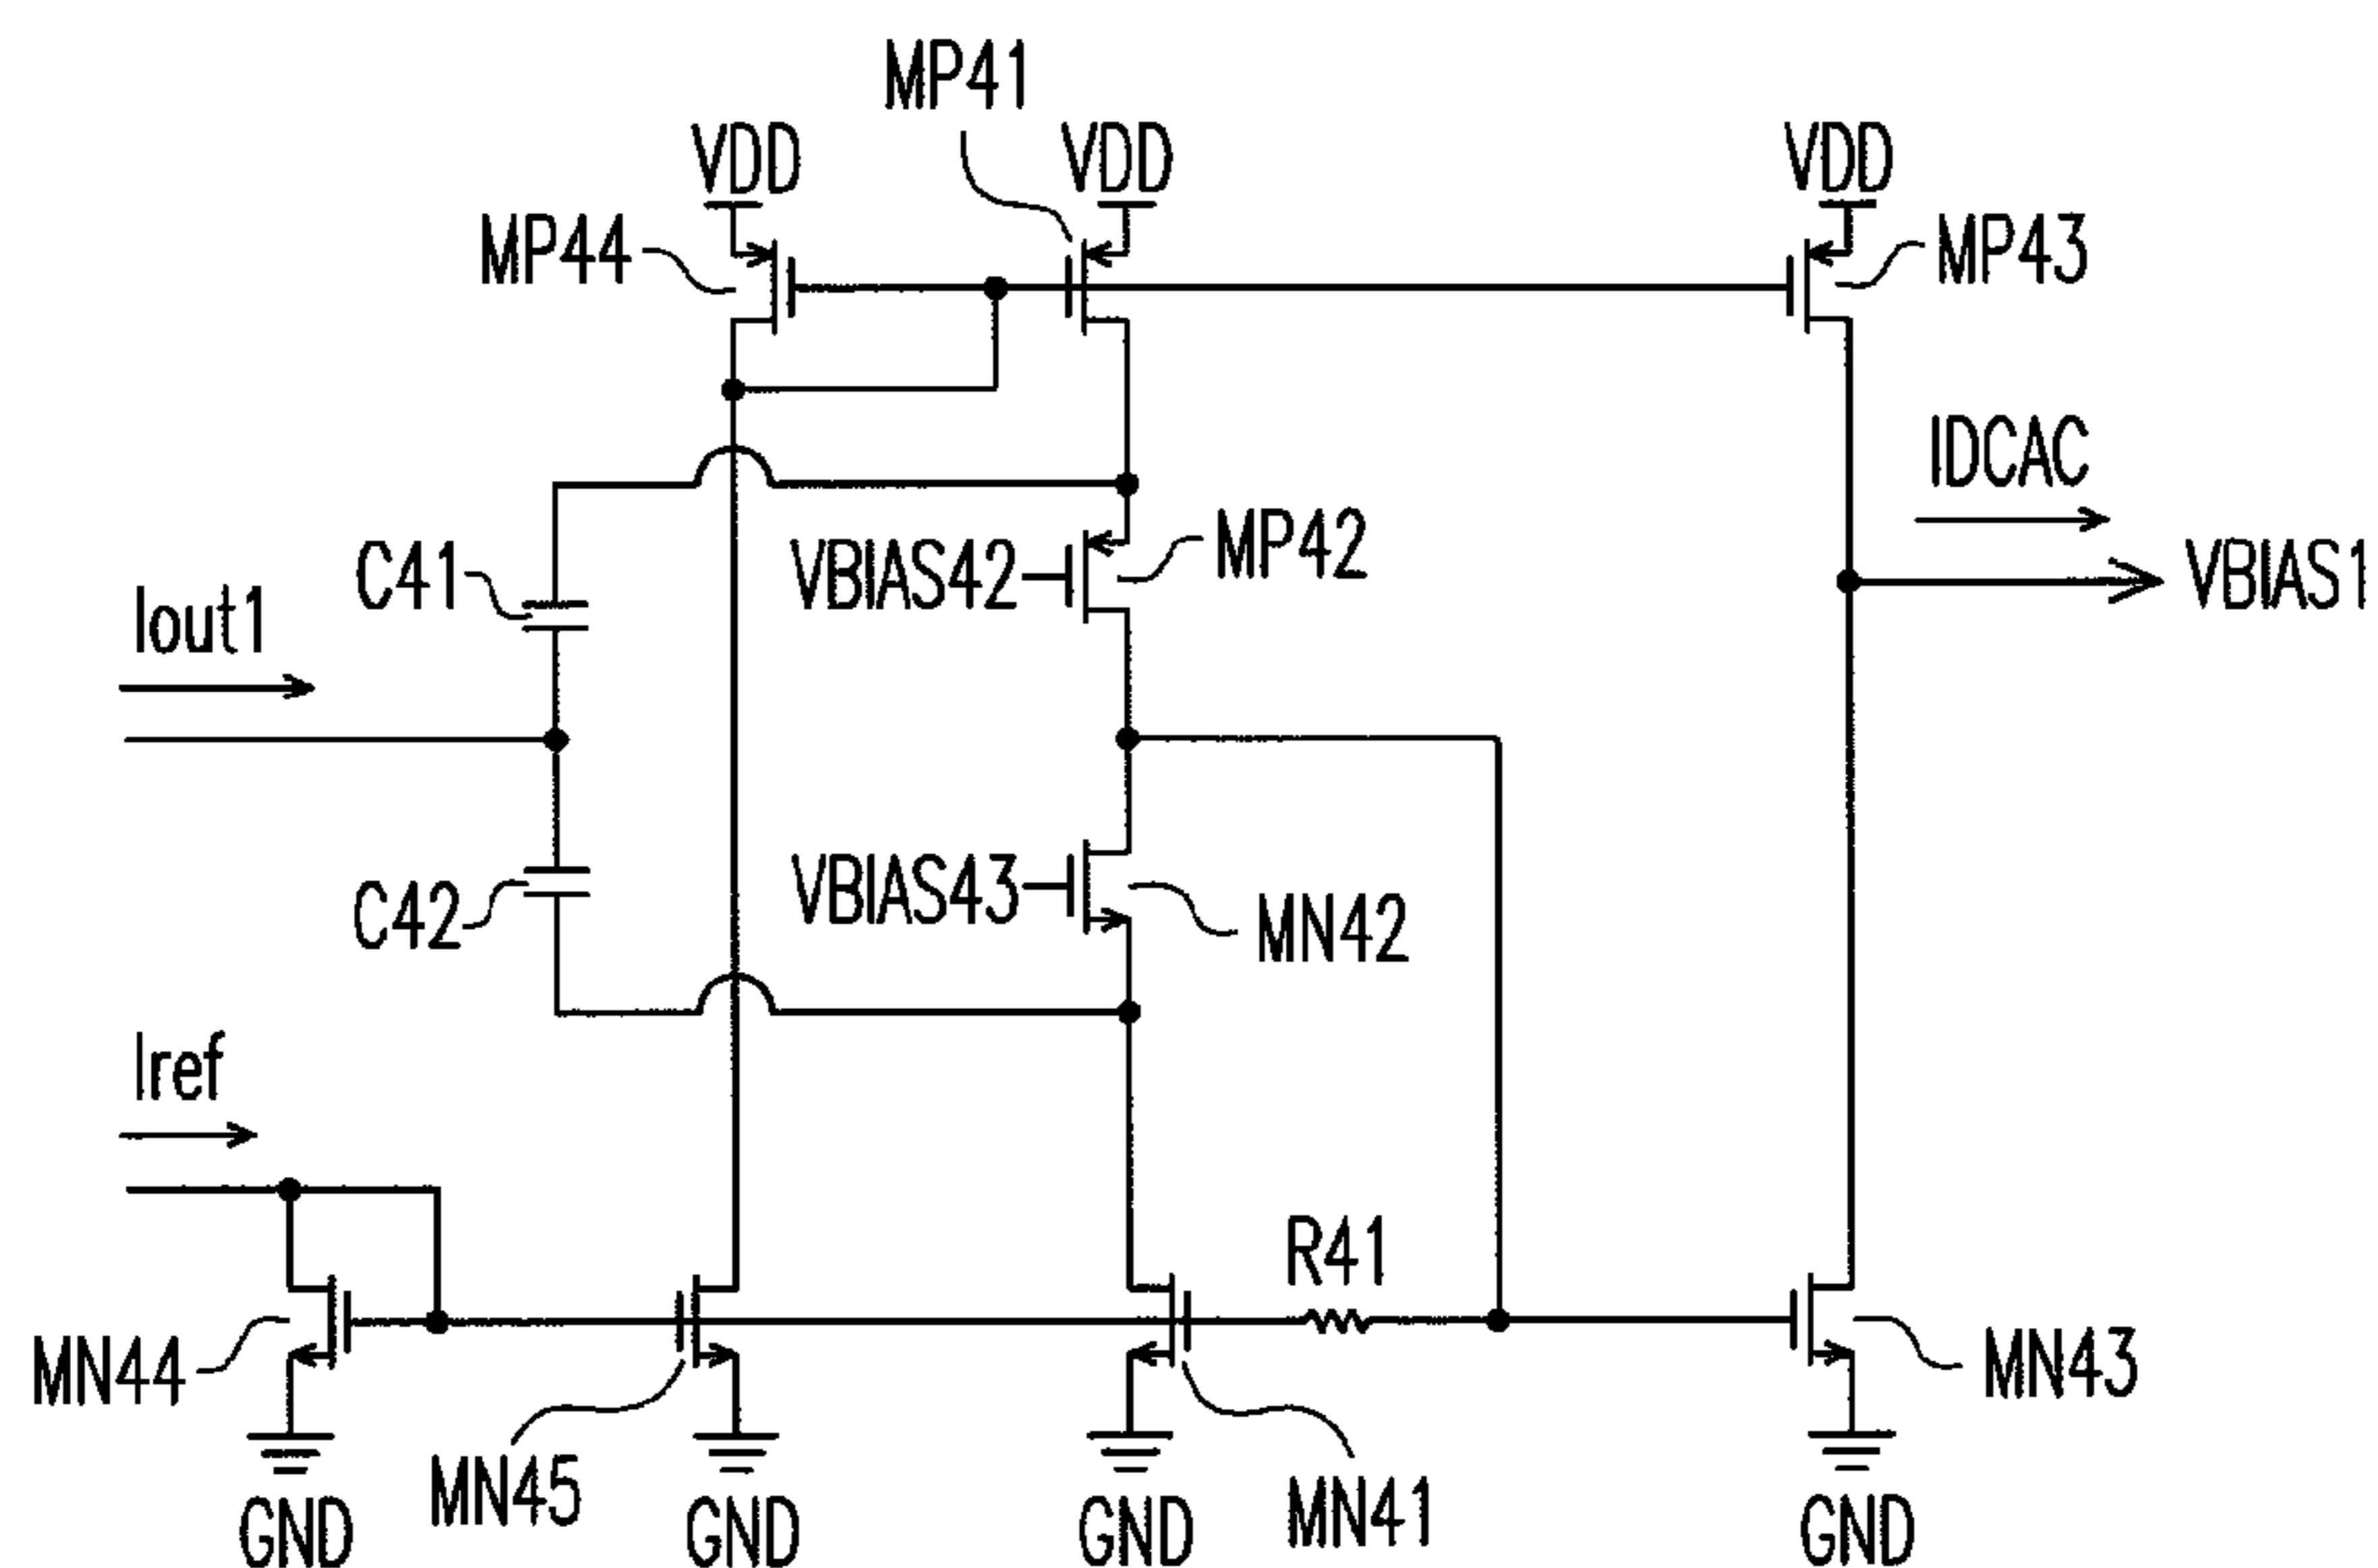 MP41
VDD
VDD
VDD
MP44
MP43
IDCAC
C41
VBIAS42
MP42
VBIAS1
Iout1
C42
VBIAS43
MN42
Iref
R41
MN44
MN43
MN45
MN41
GND
GND
GND
GND